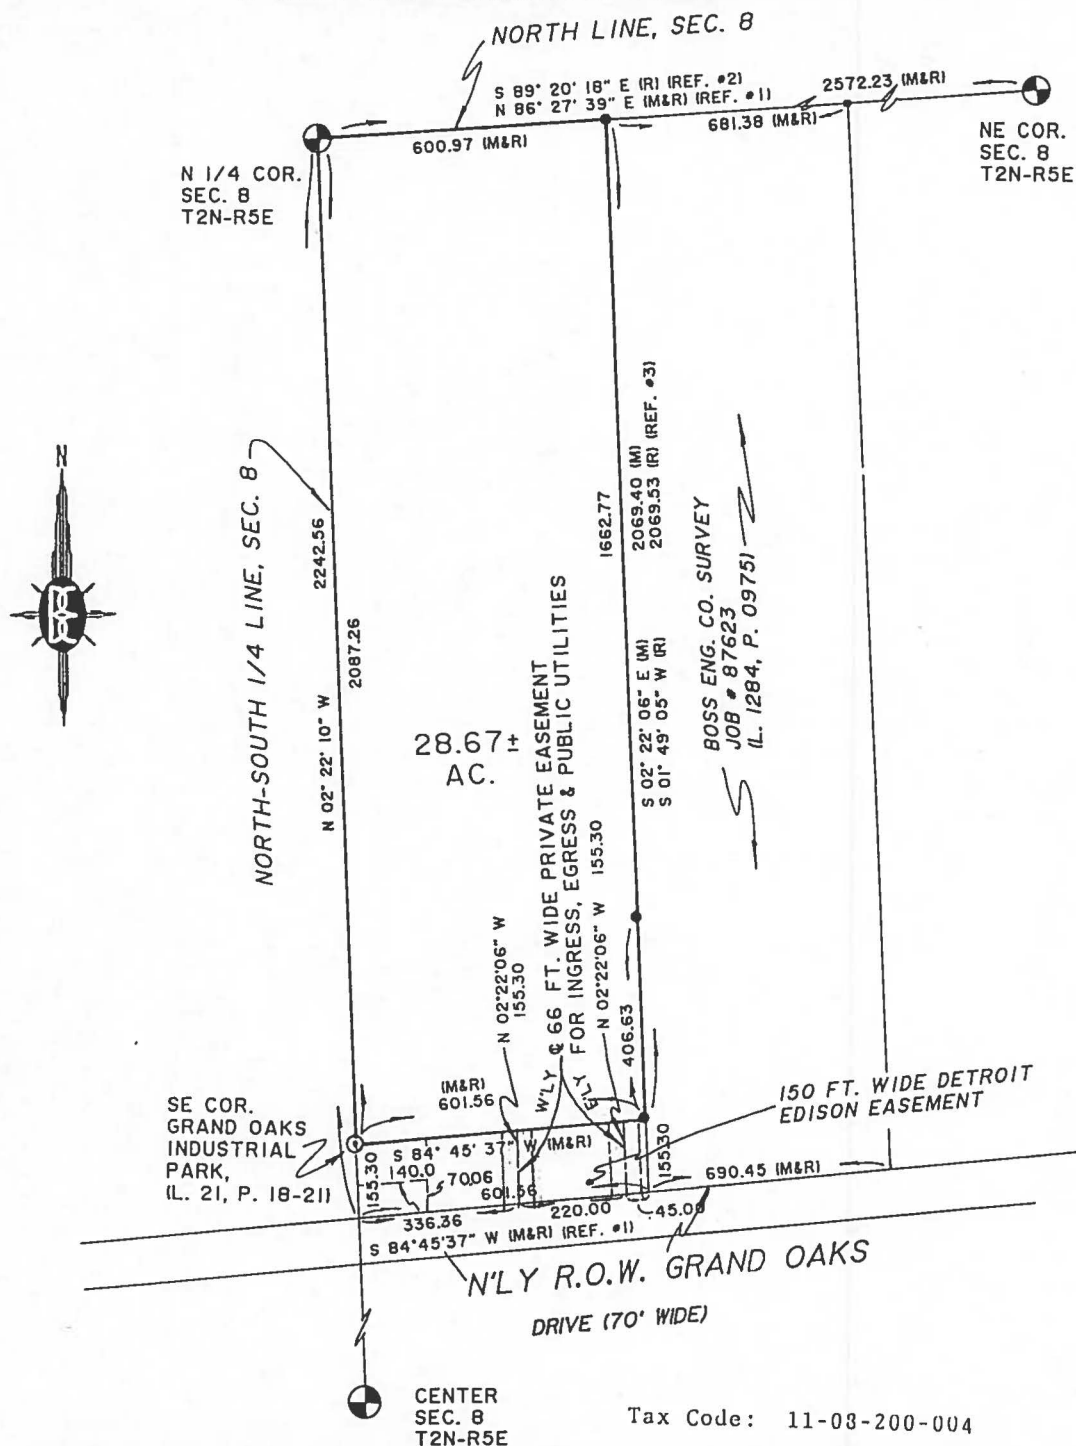 NORTH LINE, SEC. 8
S 89° 20' 18" E (R) (REF. #2)
N 86° 27' 39" E (M&R) (REF. #1)
2572.23 (M&R)
600.97 (M&R)
681.38 (M&R)
N 1/4 COR.
SEC. 8
T2N-R5E
NE COR.
SEC. 8
T2N-R5E
N
NORTH-SOUTH 1/4 LINE, SEC. 8
2242.56
2087.26
N 02° 22' 10" W
28.67±
AC.
1662.77
2069.40 (M)
2069.53 (R) (REF. #3)
S 02° 22' 06" E (M)
S 01° 49' 05" W (R)
BOSS ENG. CO. SURVEY
JOB # 87623
(L. 1284, P. 0975)
W'LY ℄ 66 FT. WIDE PRIVATE EASEMENT
E'LY FOR INGRESS, EGRESS & PUBLIC UTILITIES
N 02°22'06" W
155.30
N 02°22'06" W 155.30
406.63
150 FT. WIDE DETROIT
EDISON EASEMENT
SE COR.
GRAND OAKS
INDUSTRIAL
PARK,
(L. 21, P. 18-21)
(M&R)
601.56
S 84° 45' 37" W (M&R)
155.30
140.0
70.06
601.56
155.30
690.45 (M&R)
336.36
220.00
45.00
S 84°45'37" W (M&R) (REF. #1)
N'LY R.O.W. GRAND OAKS
DRIVE (70' WIDE)
CENTER
SEC. 8
T2N-R5E
Tax Code: 11-08-200-004